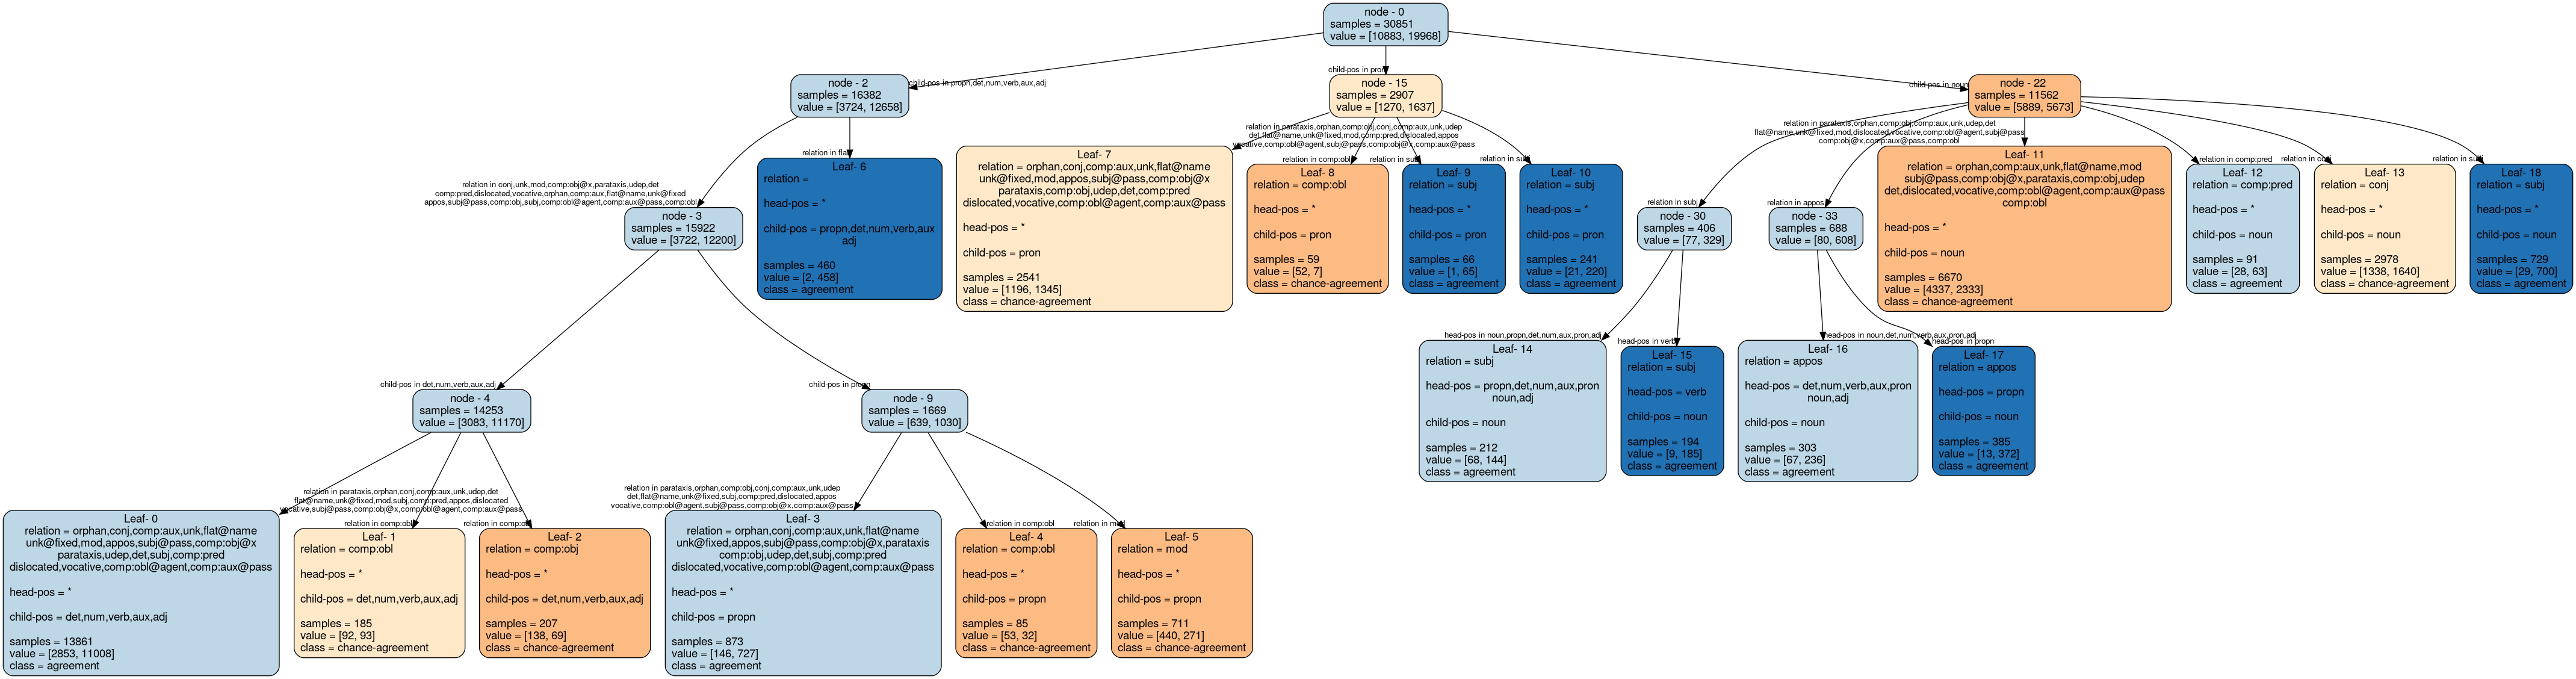 node - 0
samples = 30851
value = [10883, 19968]
child-pos in propn,det,num,verb,aux,adj
node - 2
samples = 16382
value = [3724, 12658]
child-pos in pron
node - 15
samples = 2907
value = [1270, 1637]
child-pos in noun
node - 22
samples = 11562
value = [5889, 5673]
relation in conj,unk,mod,comp:obj@x,parataxis,udep,det
comp:pred,dislocated,vocative,orphan,comp:aux,flat@name,unk@fixed
appos,subj@pass,comp:obj,subj,comp:obl@agent,comp:aux@pass,comp:obl
node - 3
samples = 15922
value = [3722, 12200]
relation in flat
Leaf- 6
relation =
head-pos = *
child-pos = propn,det,num,verb,aux
adj
samples = 460
value = [2, 458]
class = agreement
relation in parataxis,orphan,comp:obj,conj,comp:aux,unk,udep
det,flat@name,unk@fixed,mod,comp:pred,dislocated,appos
vocative,comp:obl@agent,subj@pass,comp:obj@x,comp:aux@pass
Leaf- 7
relation = orphan,conj,comp:aux,unk,flat@name
unk@fixed,mod,appos,subj@pass,comp:obj@x
parataxis,comp:obj,udep,det,comp:pred
dislocated,vocative,comp:obl@agent,comp:aux@pass
head-pos = *
child-pos = pron
samples = 2541
value = [1196, 1345]
class = chance-agreement
relation in comp:obl
Leaf- 8
relation = comp:obl
head-pos = *
child-pos = pron
samples = 59
value = [52, 7]
class = chance-agreement
relation in subj
Leaf- 9
relation = subj
head-pos = *
child-pos = pron
samples = 66
value = [1, 65]
class = agreement
relation in subj
Leaf- 10
relation = subj
head-pos = *
child-pos = pron
samples = 241
value = [21, 220]
class = agreement
relation in subj
node - 30
samples = 406
value = [77, 329]
relation in appos
node - 33
samples = 688
value = [80, 608]
relation in parataxis,orphan,comp:obj,comp:aux,unk,udep,det
flat@name,unk@fixed,mod,dislocated,vocative,comp:obl@agent,subj@pass
comp:obj@x,comp:aux@pass,comp:obl
Leaf- 11
relation = orphan,comp:aux,unk,flat@name,mod
subj@pass,comp:obj@x,parataxis,comp:obj,udep
det,dislocated,vocative,comp:obl@agent,comp:aux@pass
comp:obl
head-pos = *
child-pos = noun
samples = 6670
value = [4337, 2333]
class = chance-agreement
relation in comp:pred
Leaf- 12
relation = comp:pred
head-pos = *
child-pos = noun
samples = 91
value = [28, 63]
class = agreement
relation in conj
Leaf- 13
relation = conj
head-pos = *
child-pos = noun
samples = 2978
value = [1338, 1640]
class = chance-agreement
relation in subj
Leaf- 18
relation = subj
head-pos = *
child-pos = noun
samples = 729
value = [29, 700]
class = agreement
child-pos in det,num,verb,aux,adj
node - 4
samples = 14253
value = [3083, 11170]
child-pos in propn
node - 9
samples = 1669
value = [639, 1030]
head-pos in noun,propn,det,num,aux,pron,adj
Leaf- 14
relation = subj
head-pos = propn,det,num,aux,pron
noun,adj
child-pos = noun
samples = 212
value = [68, 144]
class = agreement
head-pos in verb
Leaf- 15
relation = subj
head-pos = verb
child-pos = noun
samples = 194
value = [9, 185]
class = agreement
head-pos in noun,det,num,verb,aux,pron,adj
Leaf- 16
relation = appos
head-pos = det,num,verb,aux,pron
noun,adj
child-pos = noun
samples = 303
value = [67, 236]
class = agreement
head-pos in propn
Leaf- 17
relation = appos
head-pos = propn
child-pos = noun
samples = 385
value = [13, 372]
class = agreement
relation in parataxis,orphan,conj,comp:aux,unk,udep,det
flat@name,unk@fixed,mod,subj,comp:pred,appos,dislocated
vocative,subj@pass,comp:obj@x,comp:obl@agent,comp:aux@pass
Leaf- 0
relation = orphan,conj,comp:aux,unk,flat@name
unk@fixed,mod,appos,subj@pass,comp:obj@x
parataxis,udep,det,subj,comp:pred
dislocated,vocative,comp:obl@agent,comp:aux@pass
head-pos = *
child-pos = det,num,verb,aux,adj
samples = 13861
value = [2853, 11008]
class = agreement
relation in comp:obl
Leaf- 1
relation = comp:obl
head-pos = *
child-pos = det,num,verb,aux,adj
samples = 185
value = [92, 93]
class = chance-agreement
relation in comp:obj
Leaf- 2
relation = comp:obj
head-pos = *
child-pos = det,num,verb,aux,adj
samples = 207
value = [138, 69]
class = chance-agreement
relation in parataxis,orphan,comp:obj,conj,comp:aux,unk,udep
det,flat@name,unk@fixed,subj,comp:pred,dislocated,appos
vocative,comp:obl@agent,subj@pass,comp:obj@x,comp:aux@pass
Leaf- 3
relation = orphan,conj,comp:aux,unk,flat@name
unk@fixed,appos,subj@pass,comp:obj@x,parataxis
comp:obj,udep,det,subj,comp:pred
dislocated,vocative,comp:obl@agent,comp:aux@pass
head-pos = *
child-pos = propn
samples = 873
value = [146, 727]
class = agreement
relation in comp:obl
Leaf- 4
relation = comp:obl
head-pos = *
child-pos = propn
samples = 85
value = [53, 32]
class = chance-agreement
relation in mod
Leaf- 5
relation = mod
head-pos = *
child-pos = propn
samples = 711
value = [440, 271]
class = chance-agreement